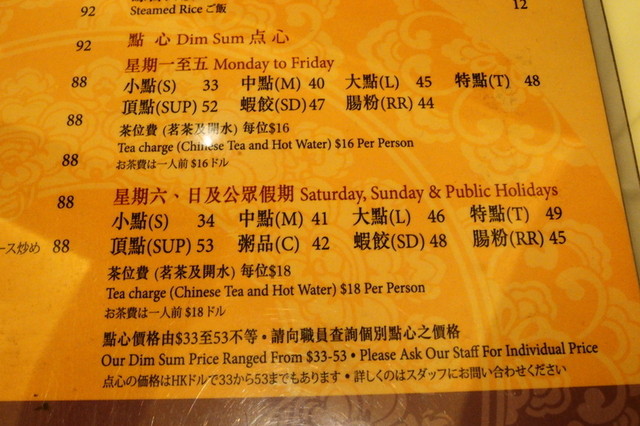 Steamed Rice ご飯
12
92
92
點 心 Dim Sum 点 心
星期一至五 Monday to Friday
88
小點(S) 33 中點(M) 40 大點(L) 45 特點(T) 48
頂點(SUP) 52 蝦餃(SD) 47 腸粉(RR) 44
88
茶位費 (茗茶及開水) 每位$16
Tea charge (Chinese Tea and Hot Water) $16 Per Person
88
お茶費は一人前 $16ドル
星期六、日及公眾假期 Saturday, Sunday & Public Holidays
88
小點(S) 34 中點(M) 41 大點(L) 46 特點(T) 49
ース炒め 88
頂點(SUP) 53 粥品(C) 42 蝦餃(SD) 48 腸粉(RR) 45
茶位費 (茗茶及開水) 每位$18
Tea charge (Chinese Tea and Hot Water) $18 Per Person
お茶費は一人前 $18ドル
點心價格由$33至53不等・請向職員查詢個別點心之價格
Our Dim Sum Price Ranged From $33-53・Please Ask Our Staff For Individual Price
点心の価格はHKドルで33から53までもあります・詳しくのはスタッフにお問い合わせください